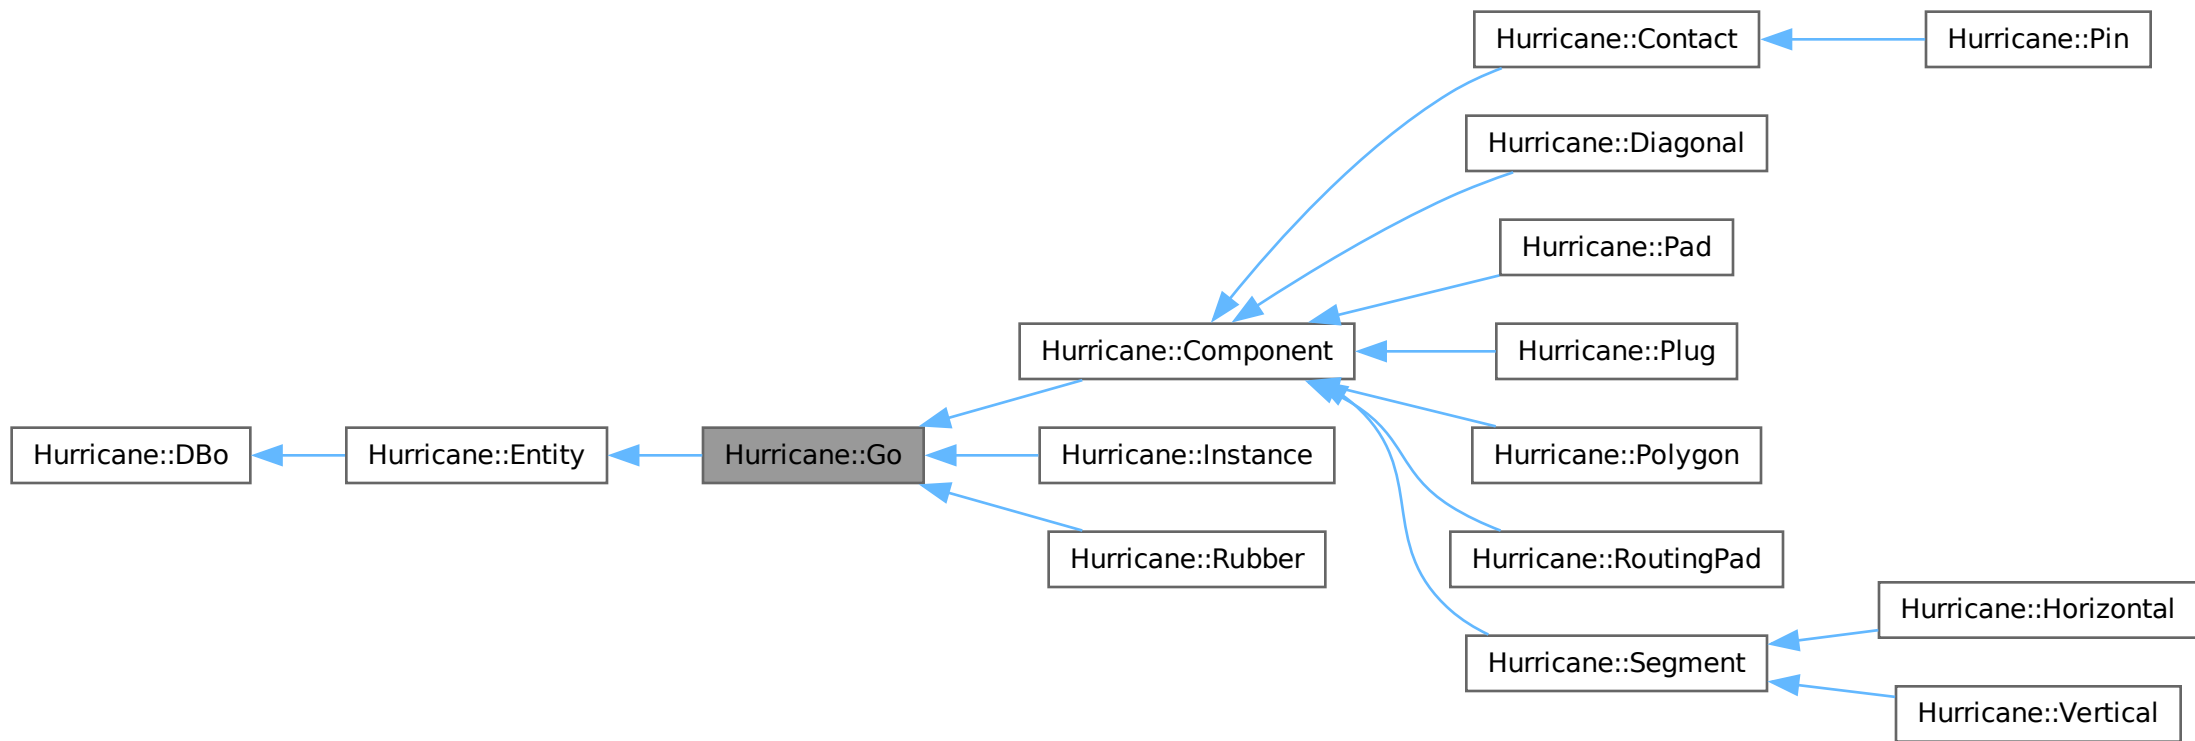 Hurricane::Contact
Hurricane::Pin
Hurricane::Diagonal
Hurricane::Pad
Hurricane::Component
Hurricane::Plug
Hurricane::DBo
Hurricane::Entity
Hurricane::Go
Hurricane::Instance
Hurricane::Polygon
Hurricane::Rubber
Hurricane::RoutingPad
Hurricane::Horizontal
Hurricane::Segment
Hurricane::Vertical